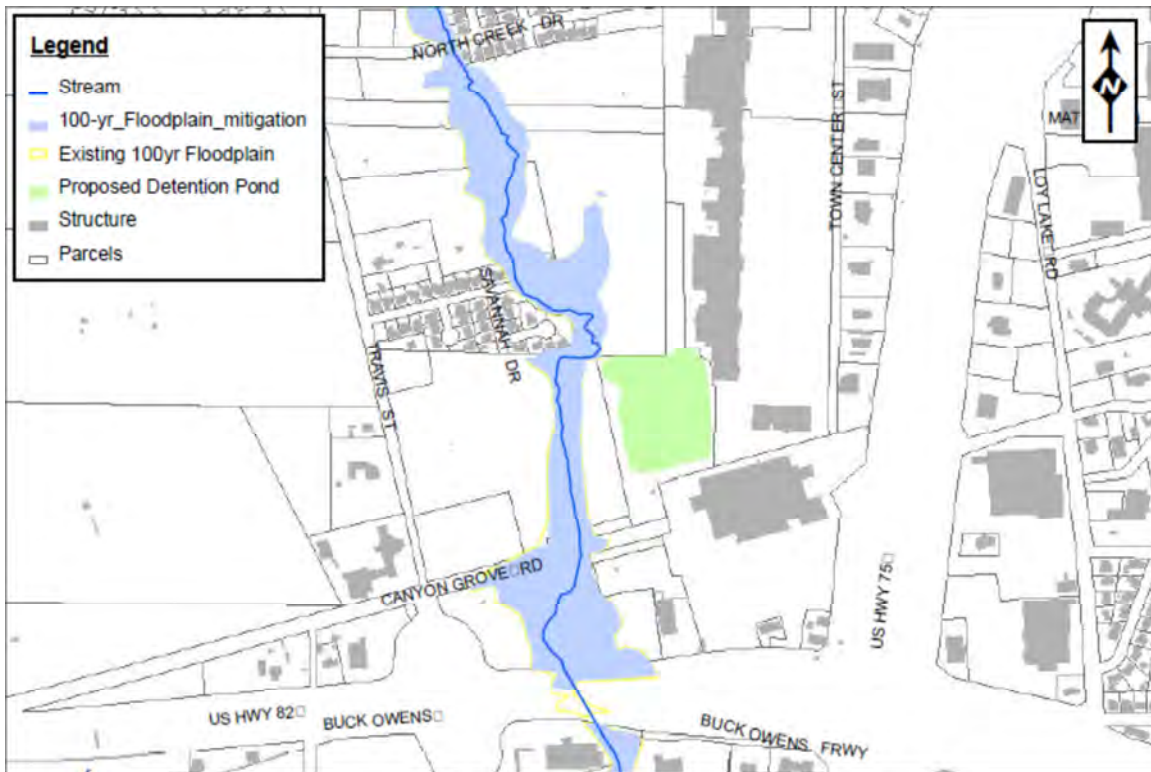 Legend
Stream
100-yr_Floodplain_mitigation
Existing 100yr Floodplain
Proposed Detention Pond
Structure
Parcels
NORTH CREEK DR
N
MAT
TOWN CENTER ST
LOY LAKE□RD
SAVANNAH DR
TRAVIS ST
CANYON GROVE□RD
US HWY 75□
US HWY 82□
BUCK OWENS□
BUCK OWENS FRWY